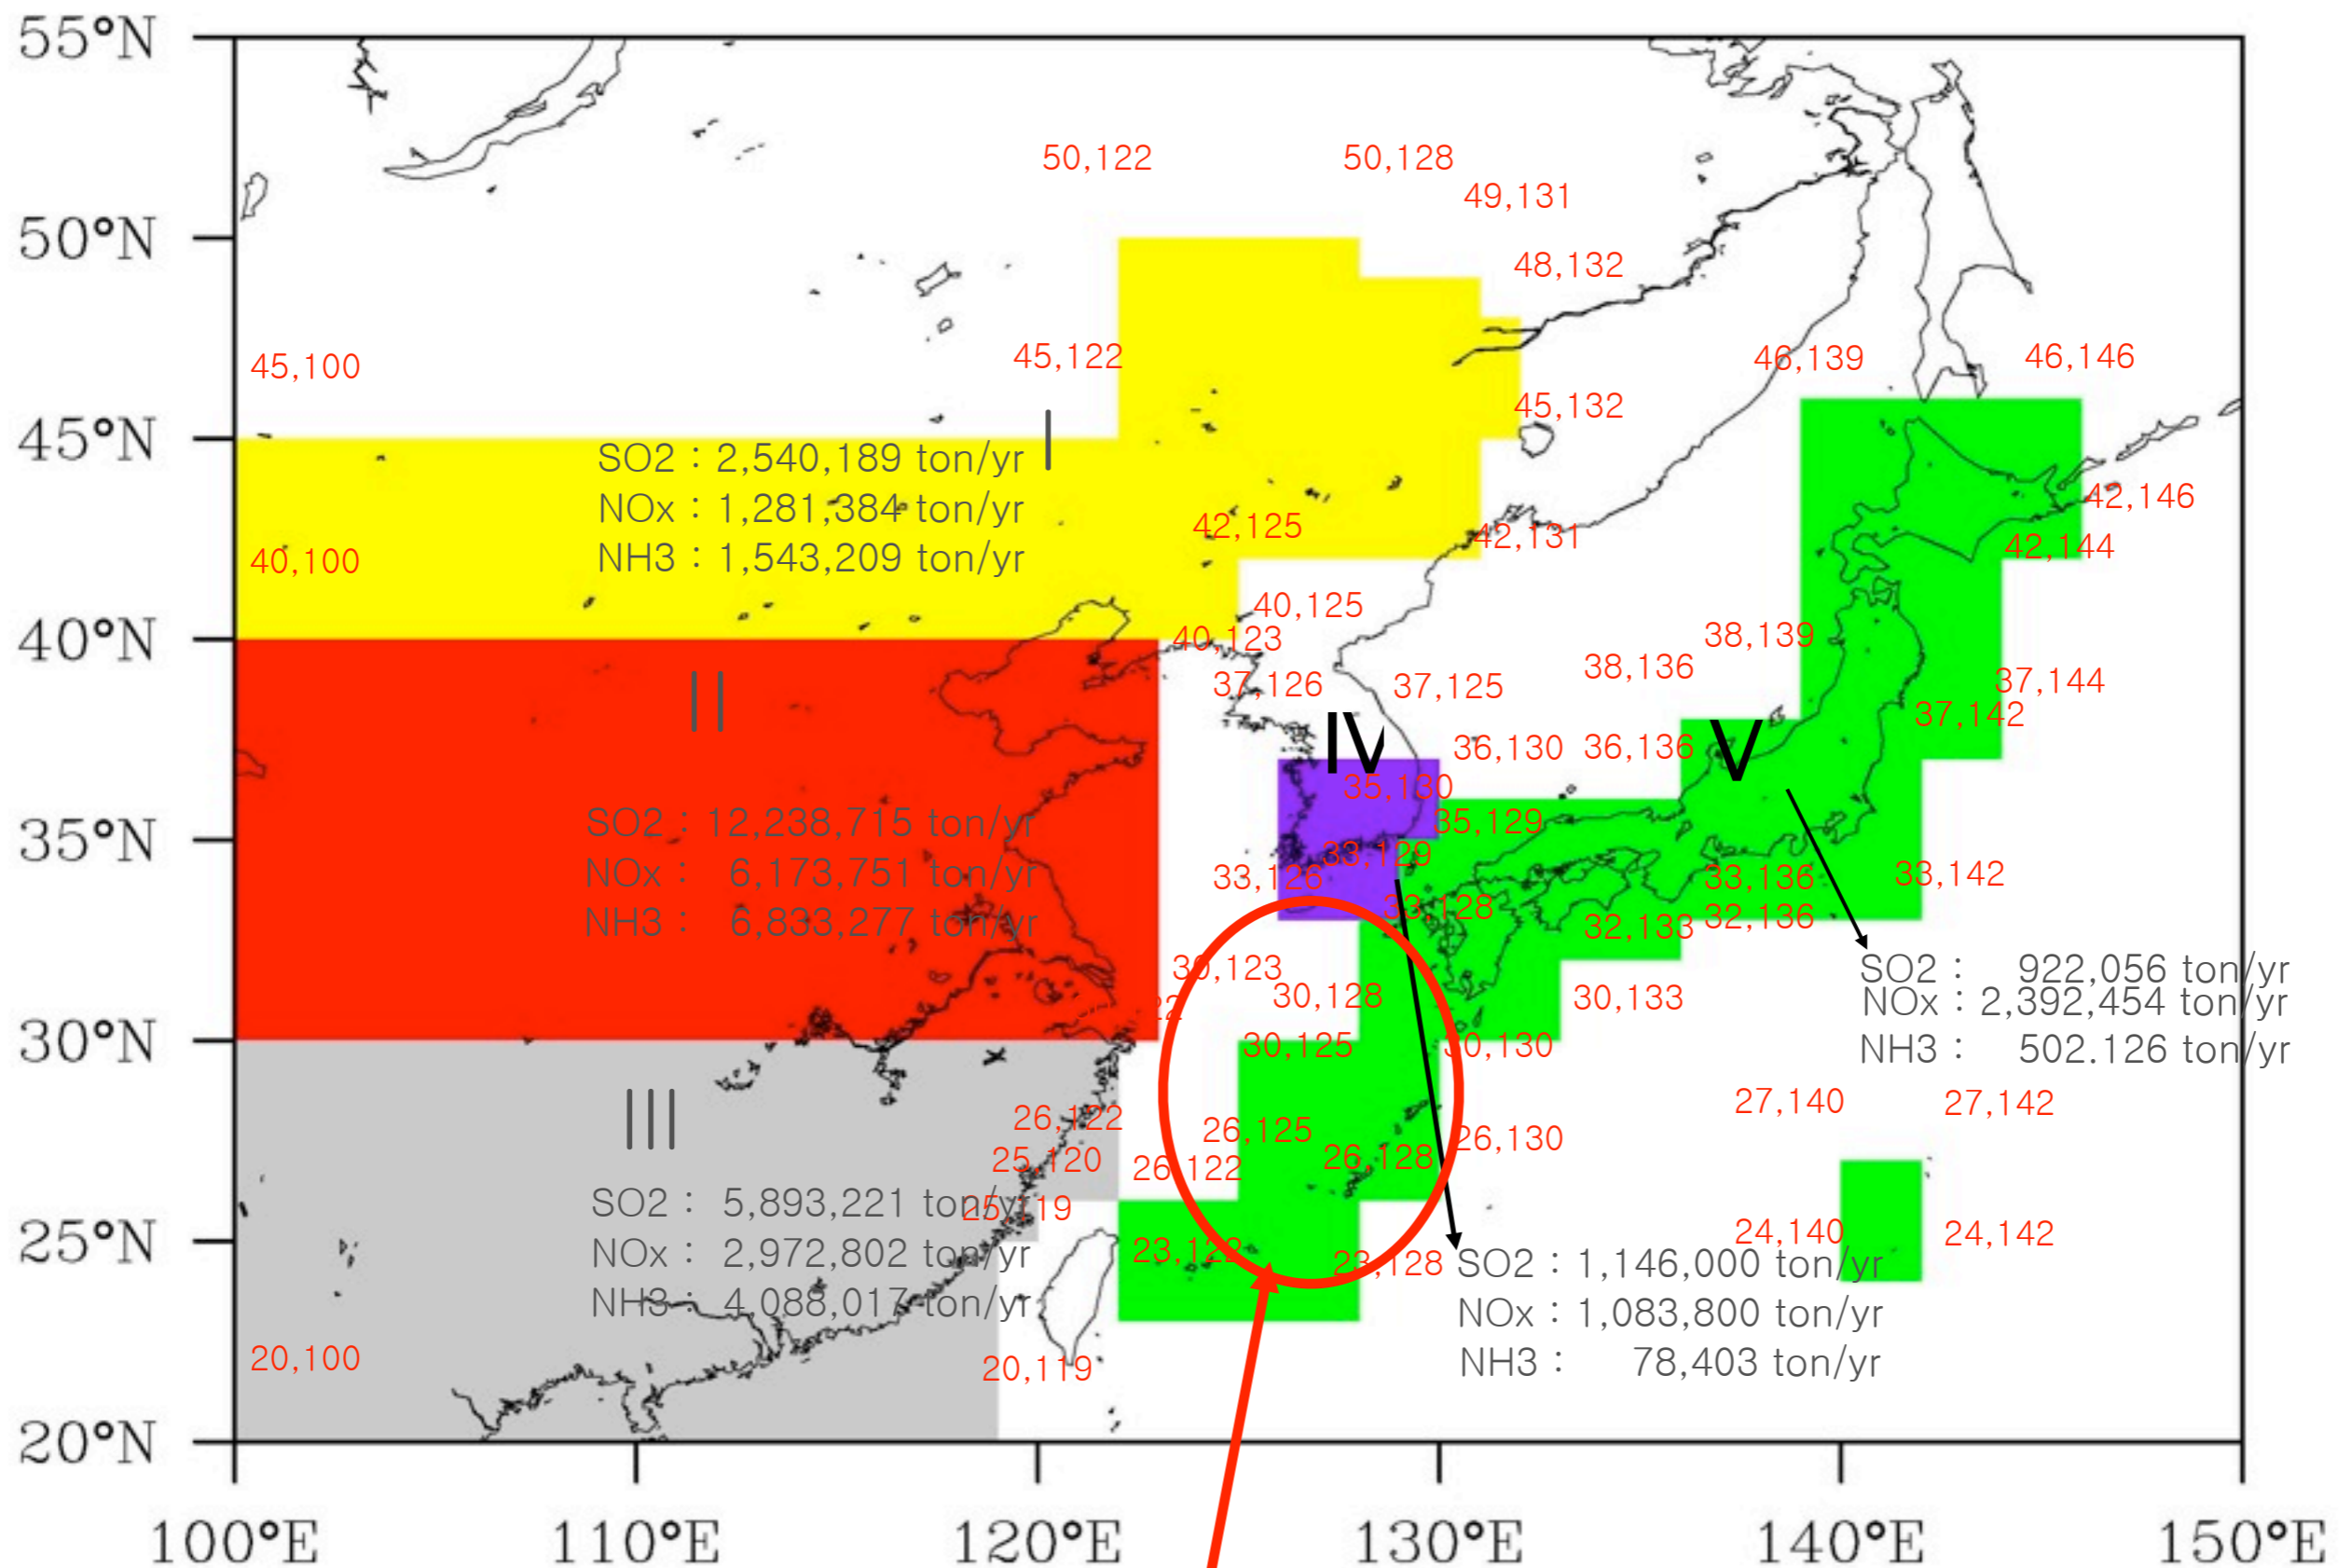 55°N
50,122
50,128
49,131
50°N
48,132
45,100
45,122
46,139
46,146
45,132
45°N
I
SO2 : 2,540,189 ton/yr
NOx : 1,281,384 ton/yr
NH3 : 1,543,209 ton/yr
42,146
42,125
42,131
42,144
40,100
40,125
40°N
40,123
38,139
38,136
37,126
37,125
37,144
37,142
II
IV
V
36,130
36,136
35,130
35,129
SO2 : 12,238,715 ton/yr
NOx : 6,173,751 ton/yr
NH3 : 6,833,277 ton/yr
35°N
33,129
33,126
33,136
33,142
33,128
32,133
32,136
30,123
30,128
30,133
SO2 : 922,056 ton/yr
NOx : 2,392,454 ton/yr
NH3 : 502.126 ton/yr
30°N
30,125
30,130
III
26,122
27,140
27,142
26,125
26,130
25,120
26,122
26,128
SO2 : 5,893,221 ton/yr
NOx : 2,972,802 ton/yr
NH3 : 4,088,017 ton/yr
25,119
25°N
23,122
23,128
24,140
24,142
SO2 : 1,146,000 ton/yr
NOx : 1,083,800 ton/yr
NH3 : 78,403 ton/yr
20,100
20,119
20°N
100°E 110°E 120°E 130°E 140°E 150°E